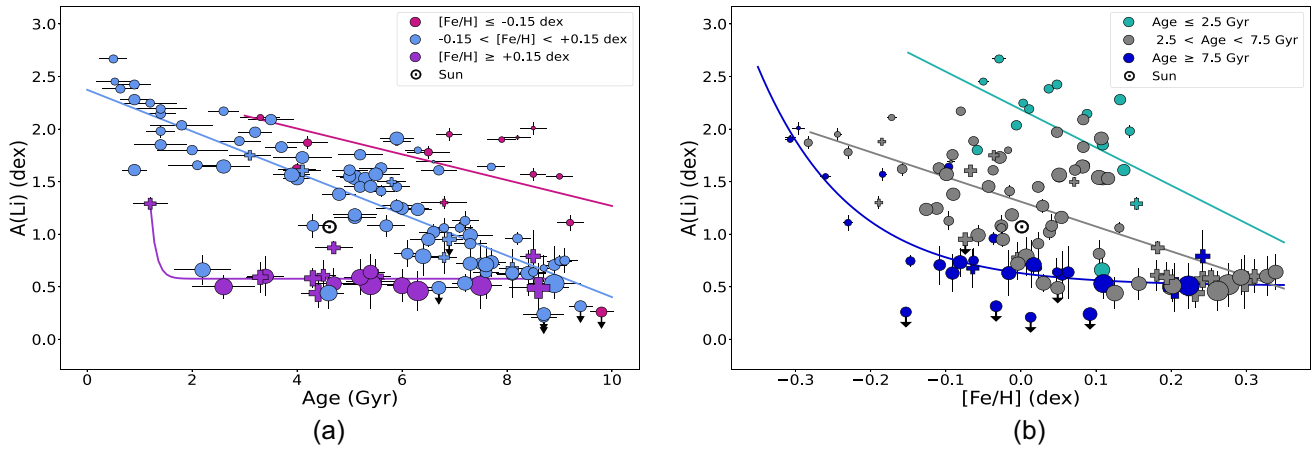 3.0
2.5
2.0
1.5
1.0
0.5
0.0
A(Li) (dex)
[Fe/H] ≤ -0.15 dex
-0.15 < [Fe/H] < +0.15 dex
[Fe/H] ≥ +0.15 dex
Sun
0 2 4 6 8 10
Age (Gyr)
(a)
3.0
2.5
2.0
1.5
1.0
0.5
0.0
A(Li) (dex)
Age ≤ 2.5 Gyr
2.5 < Age < 7.5 Gyr
Age ≥ 7.5 Gyr
Sun
−0.3 −0.2 −0.1 0.0 0.1 0.2 0.3
[Fe/H] (dex)
(b)